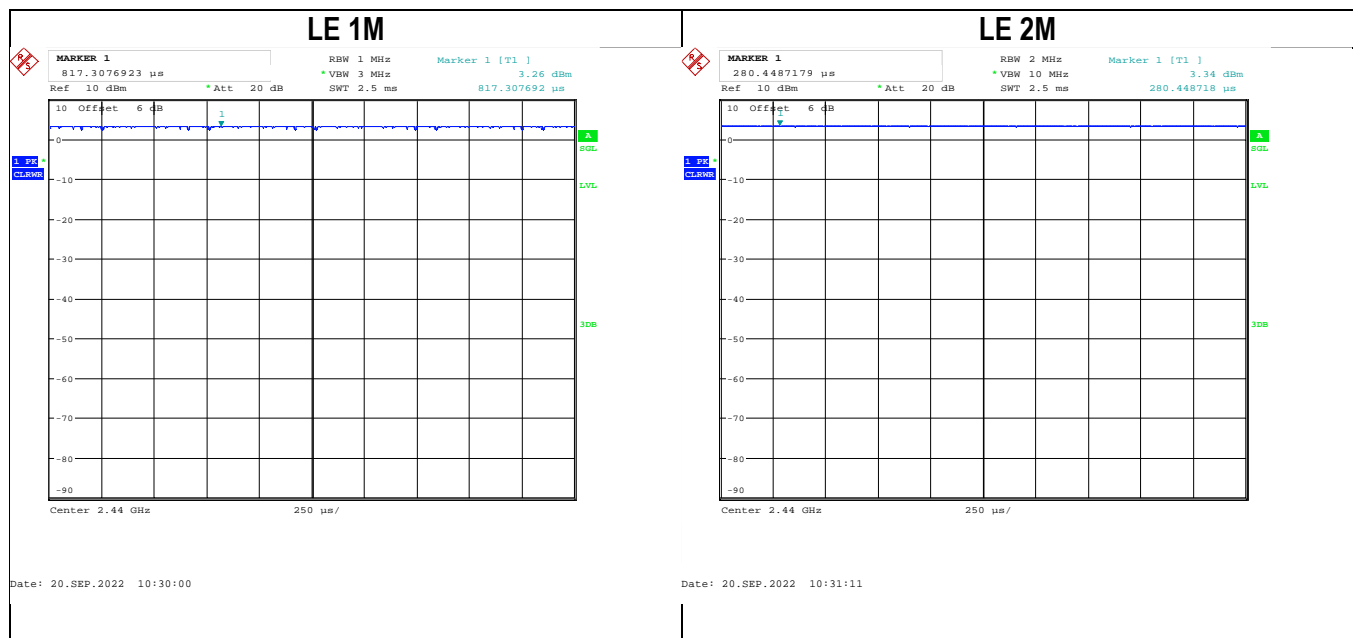 LE 1M
R S
MARKER 1
817.3076923 µs
RBW 1 MHz
*VBW 3 MHz
SWT 2.5 ms
Marker 1 [T1 ]
3.26 dBm
817.307692 µs
Ref 10 dBm
*Att 20 dB
10 Offset 6 dB
1
0
-10
-20
-30
-40
-50
-60
-70
-80
-90
1 PK *
CLRWR
A
SGL
LVL
3DB
Center 2.44 GHz
250 µs/
Date: 20.SEP.2022 10:30:00
LE 2M
R S
MARKER 1
280.4487179 µs
RBW 2 MHz
*VBW 10 MHz
SWT 2.5 ms
Marker 1 [T1 ]
3.34 dBm
280.448718 µs
Ref 10 dBm
*Att 20 dB
10 Offset 6 dB
1
0
-10
-20
-30
-40
-50
-60
-70
-80
-90
1 PK *
CLRWR
A
SGL
LVL
3DB
Center 2.44 GHz
250 µs/
Date: 20.SEP.2022 10:31:11